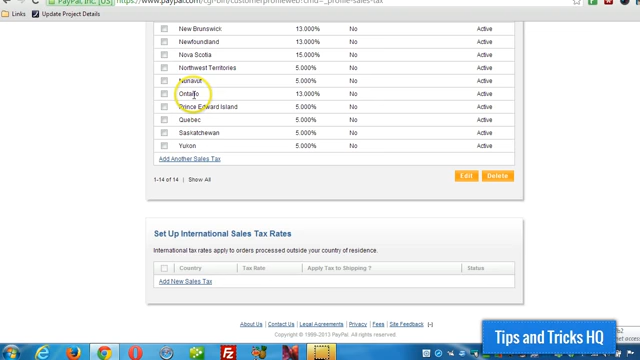 PayPal Inc. [US] https://www.paypal.com/cgi-bin/customerprofileweb?cmd=_profile-sales-tax
Links Update Project Details
New Brunswick 13.000% No Active
Newfoundland 13.000% No Active
Nova Scotia 15.000% No Active
Northwest Territories 5.000% No Active
Nunavut 5.000% No Active
Ontario 13.000% No Active
Prince Edward Island 5.000% No Active
Quebec 5.000% No Active
Saskatchewan 5.000% No Active
Yukon 5.000% No Active
Add Another Sales Tax
1-14 of 14 | Show All Edit Delete
Set Up International Sales Tax Rates
International tax rates apply to orders processed outside your country of residence.
Country Tax Rate Apply Tax to Shipping ? Status
Add New Sales Tax
About Us | Contact Us | Legal Agreements | Privacy | Fees | Site Feedback [-]
Copyright © 1999-2013 PayPal. All rights reserved.
Tips and Tricks HQ